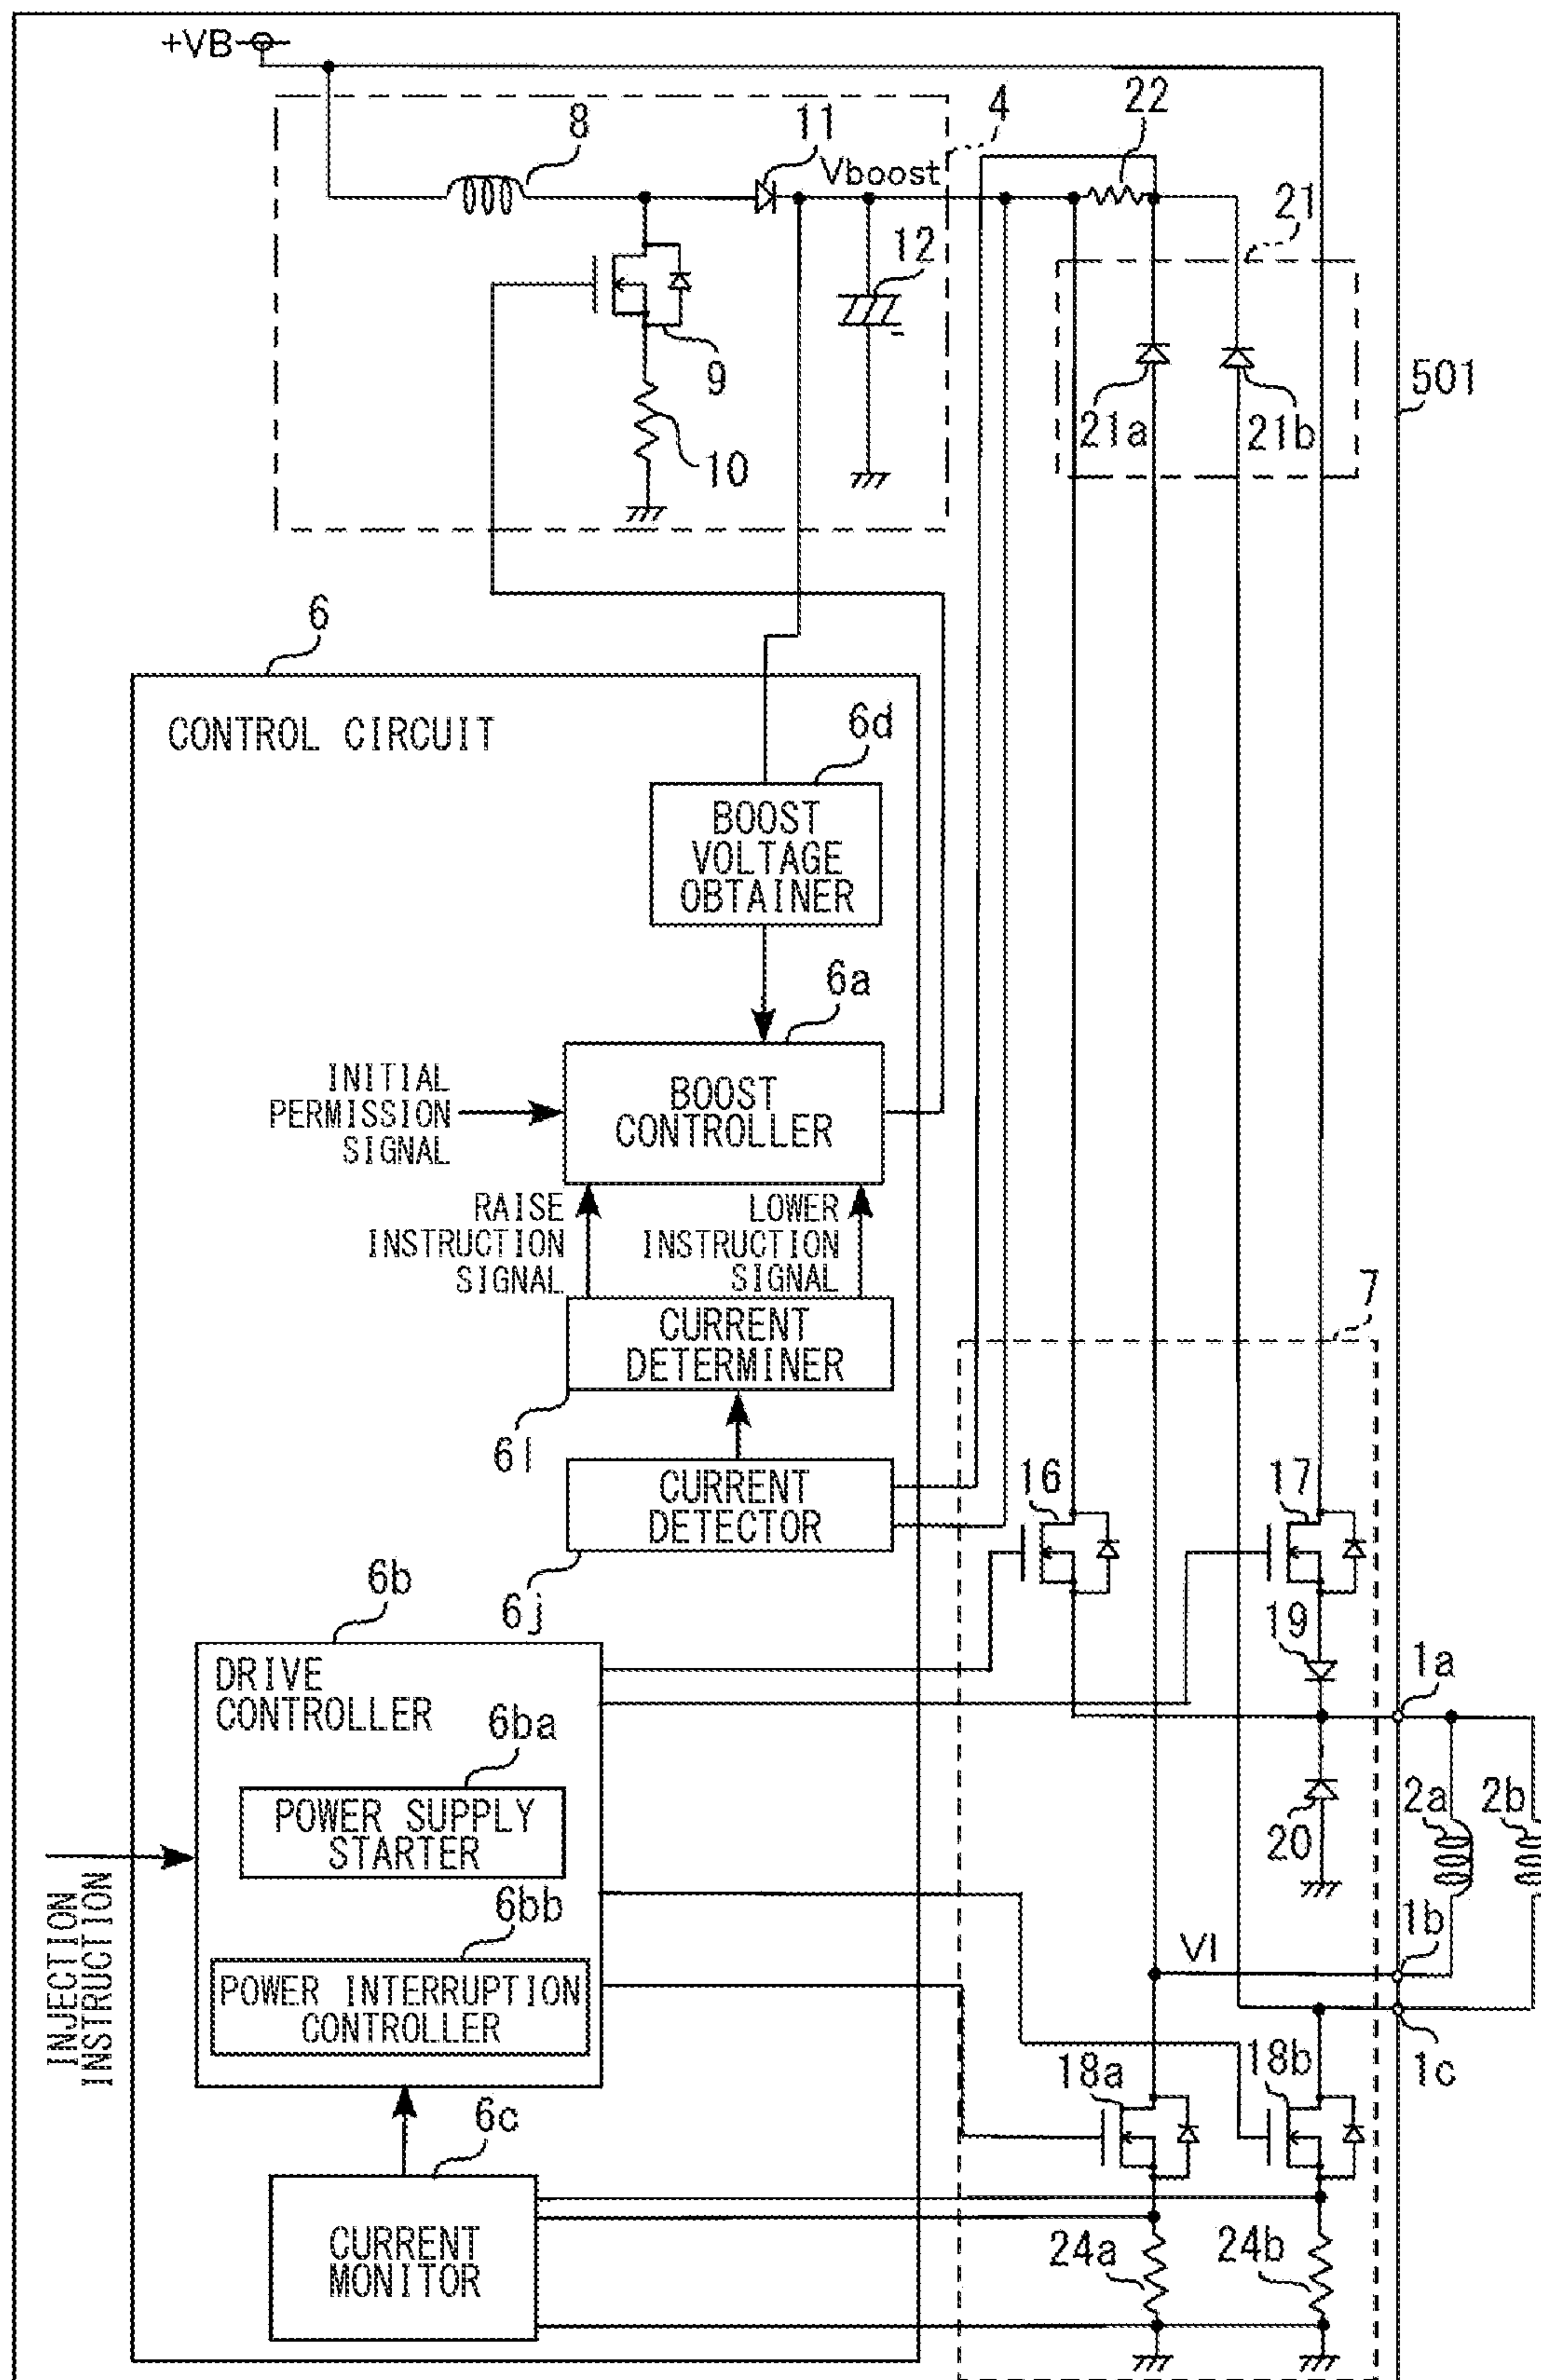 +VB
8
11
4
22
Vboost
21
12
9
10
21a
21b
501
6
CONTROL CIRCUIT
6d
BOOST
VOLTAGE
OBTAINER
6a
INITIAL
PERMISSION
SIGNAL
BOOST
CONTROLLER
RAISE
INSTRUCTION
SIGNAL
LOWER
INSTRUCTION
SIGNAL
7
CURRENT
DETERMINER
6l
CURRENT
DETECTOR
6j
16
17
6b
19
1a
DRIVE
CONTROLLER
6ba
POWER SUPPLY
STARTER
2a
2b
20
6bb
POWER INTERRUPTION
CONTROLLER
INJECTION
INSTRUCTION
VI
1b
1c
18a
18b
6c
CURRENT
MONITOR
24a
24b